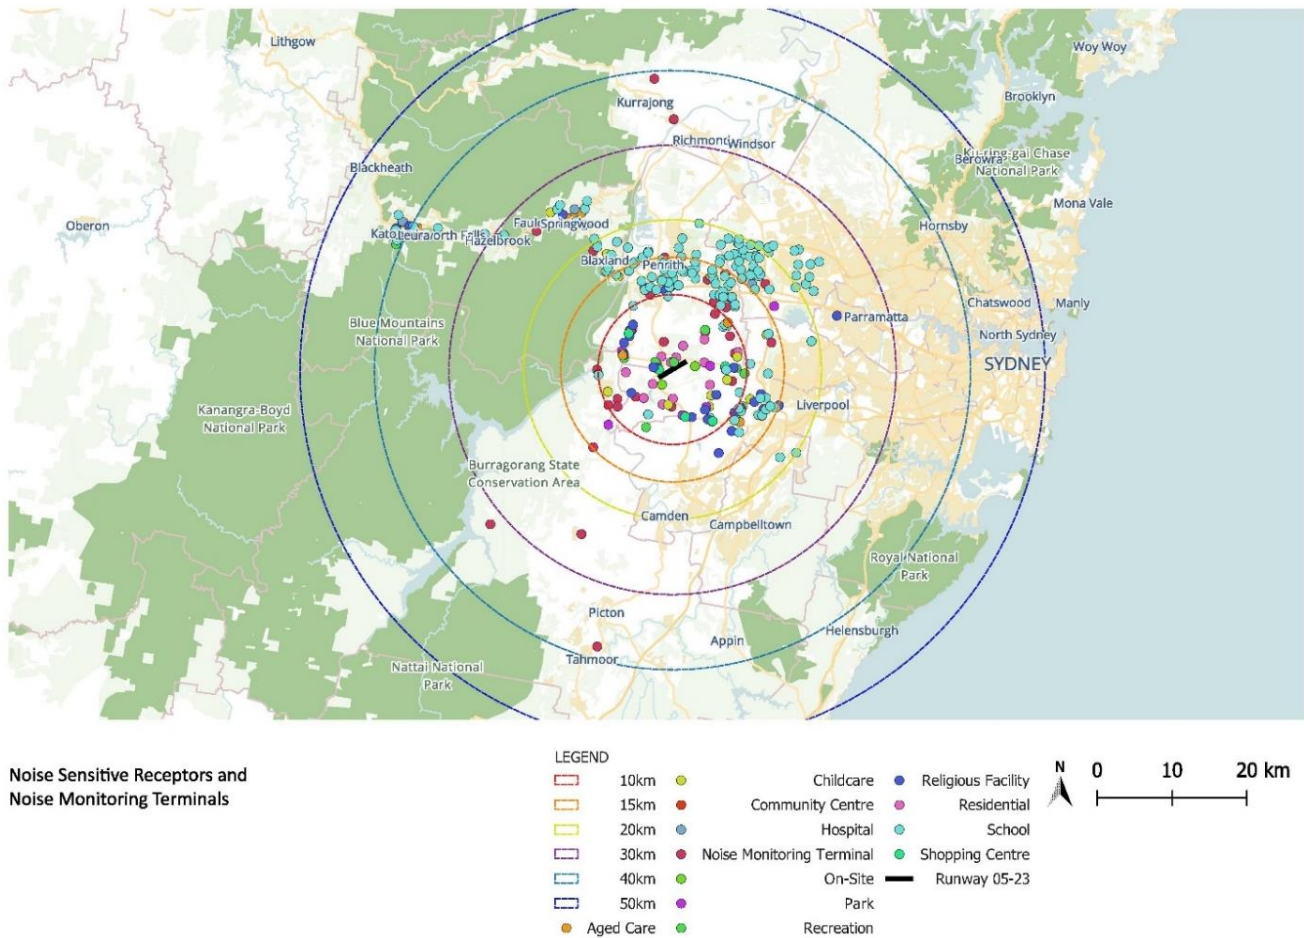 Lithgow
Woy Woy
Kurrajong
Brooklyn
Richmond
Windsor
Blackheath
Berowra
Ku-ring-gai Chase
National Park
Mona Vale
Oberon
Leura
Hazelbrook
Springwood
Hornsby
Blaxland
Penrith
Chatswood
Manly
Parramatta
North Sydney
Blue Mountains
National Park
SYDNEY
Kanangra-Boyd
National Park
Liverpool
Burragorang State
Conservation Area
Camden
Campbelltown
Royal National
Park
Picton
Appin
Helensburgh
Tahmoor
Nattai National
Park
Noise Sensitive Receptors and
Noise Monitoring Terminals
LEGEND
10km
15km
20km
30km
40km
50km
Aged Care
Childcare
Community Centre
Hospital
Noise Monitoring Terminal
On-Site
Park
Recreation
Religious Facility
Residential
School
Shopping Centre
Runway 05-23
N
0 10 20 km